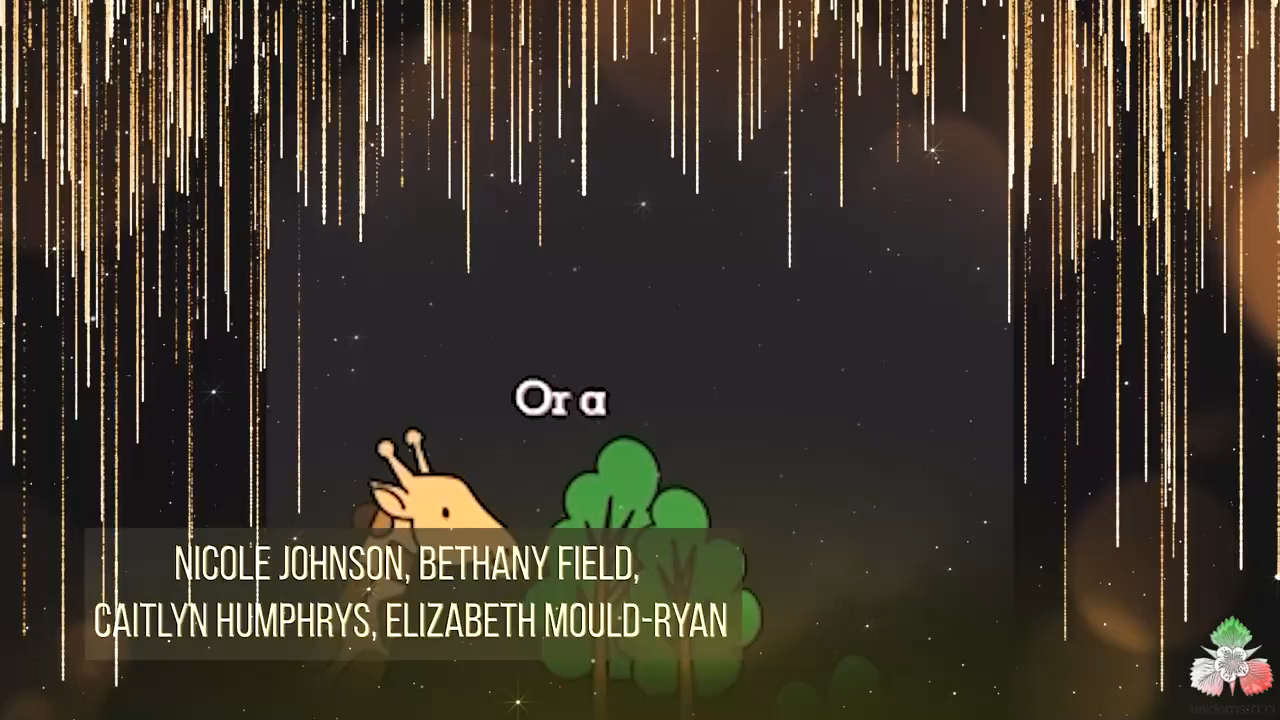 Or a
NICOLE JOHNSON, BETHANY FIELD,
CAITLYN HUMPHRYS, ELIZABETH MOULD-RYAN